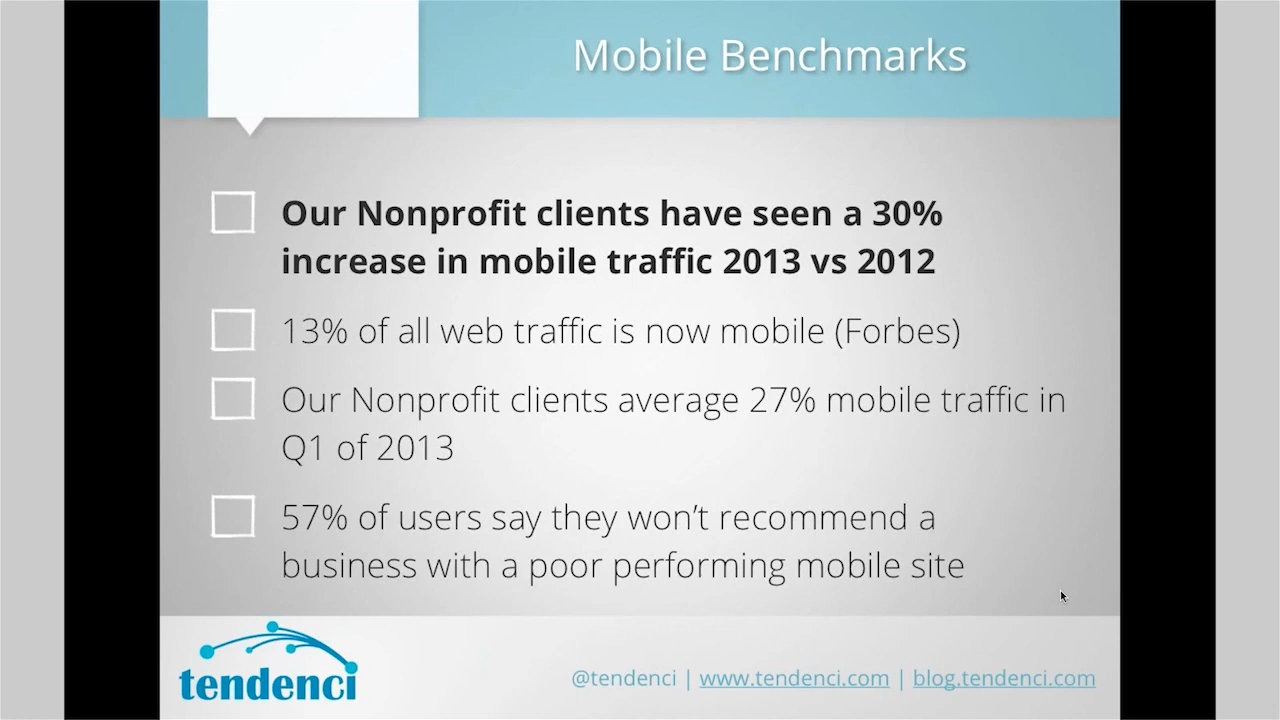 Mobile Benchmarks
Our Nonprofit clients have seen a 30%
increase in mobile traffic 2013 vs 2012
13% of all web traffic is now mobile (Forbes)
Our Nonprofit clients average 27% mobile traffic in
Q1 of 2013
57% of users say they won’t recommend a
business with a poor performing mobile site
tendenci
@tendenci | www.tendenci.com | blog.tendenci.com